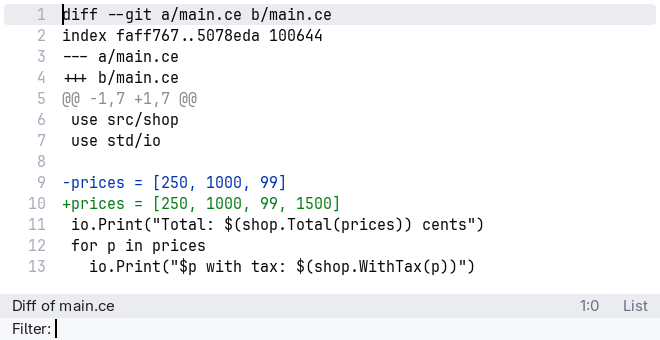 1 diff --git a/main.ce b/main.ce
2 index faff767..5078eda 100644
3 --- a/main.ce
4 +++ b/main.ce
5 @@ -1,7 +1,7 @@
6  use src/shop
7  use std/io
8
9 -prices = [250, 1000, 99]
10 +prices = [250, 1000, 99, 1500]
11  io.Print("Total: $(shop.Total(prices)) cents")
12  for p in prices
13    io.Print("$p with tax: $(shop.WithTax(p))")
Diff of main.ce 1:0 List
Filter: